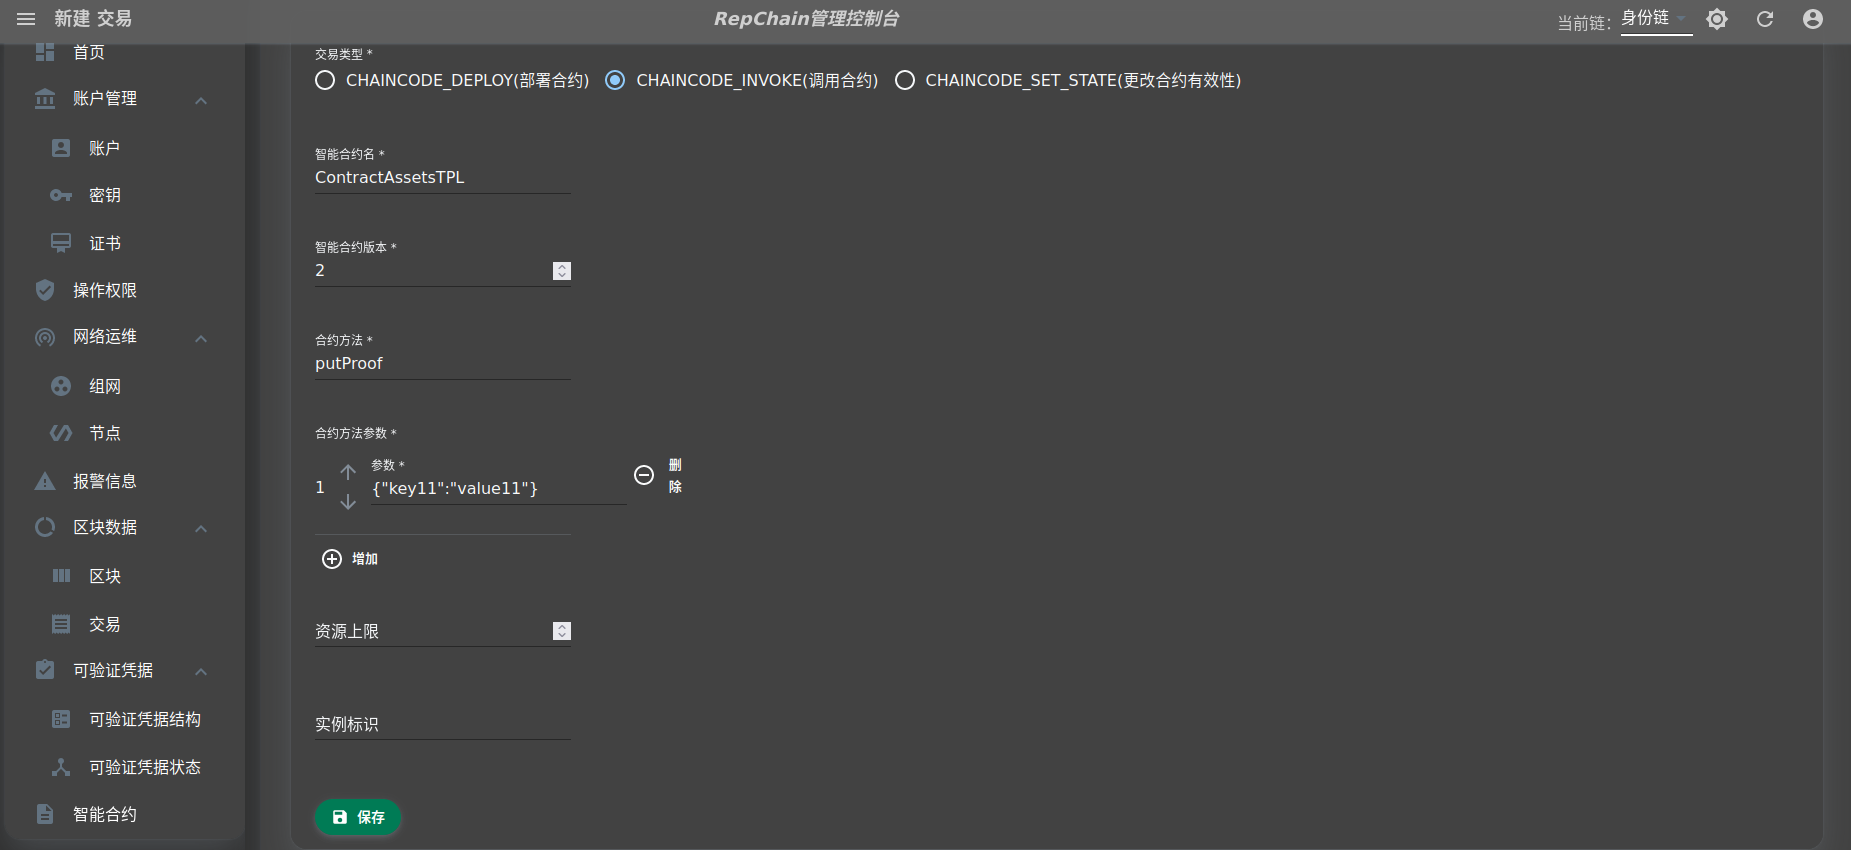 新建 交易
RepChain管理控制台
当前链:
身份链
首页
账户管理
账户
密钥
证书
操作权限
网络运维
组网
节点
报警信息
区块数据
区块
交易
可验证凭据
可验证凭据结构
可验证凭据状态
智能合约
交易类型 *
CHAINCODE_DEPLOY(部署合约)
CHAINCODE_INVOKE(调用合约)
CHAINCODE_SET_STATE(更改合约有效性)
智能合约名 *
ContractAssetsTPL
智能合约版本 *
2
合约方法 *
putProof
合约方法参数 *
1
参数 *
{"key11":"value11"}
删
除
增加
资源上限
实例标识
保存